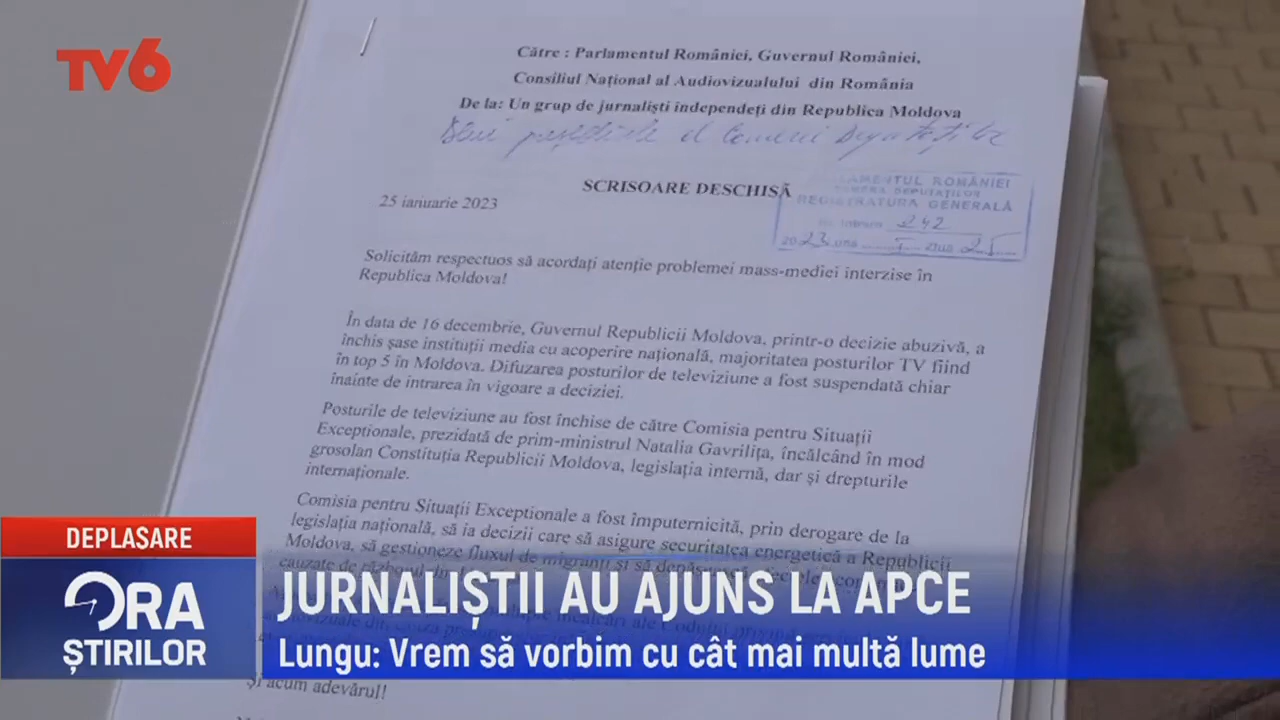 TV6
Către : Parlamentul României, Guvernul României,
Consiliul Național al Audiovizualului din România
De la: Un grup de jurnaliști independeți din Republica Moldova
SCRISOARE DESCHISĂ
25 ianuarie 2023
PARLAMENTUL ROMÂNIEI
CAMERA DEPUTAȚILOR
REGISTRATURA GENERALĂ
242
2023 Luna I Ziua 25
Solicităm respectuos să acordați atenție problemei mass-mediei interzise în
Republica Moldova!
În data de 16 decembrie, Guvernul Republicii Moldova, printr-o decizie abuzivă, a
închis șase instituții media cu acoperire națională, majoritatea posturilor TV fiind
în top 5 în Moldova. Difuzarea posturilor de televiziune a fost suspendată chiar
înainte de intrarea în vigoare a deciziei.
Posturile de televiziune au fost închise de către Comisia pentru Situații
Excepționale, prezidată de prim-ministrul Natalia Gavrilița, încălcând în mod
grosolan Constituția Republicii Moldova, legislația internă, dar și drepturile
internaționale.
Comisia pentru Situații Excepționale a fost împuternicită, prin derogare de la
legislația națională, să ia decizii care să asigure securitatea energetică a Republicii
Moldova, să gestioneze fluxul de migranți și să
Și acum adevărul!
DEPLASARE
ORA
ȘTIRILOR
JURNALIȘTII AU AJUNS LA APCE
Lungu: Vrem să vorbim cu cât mai multă lume